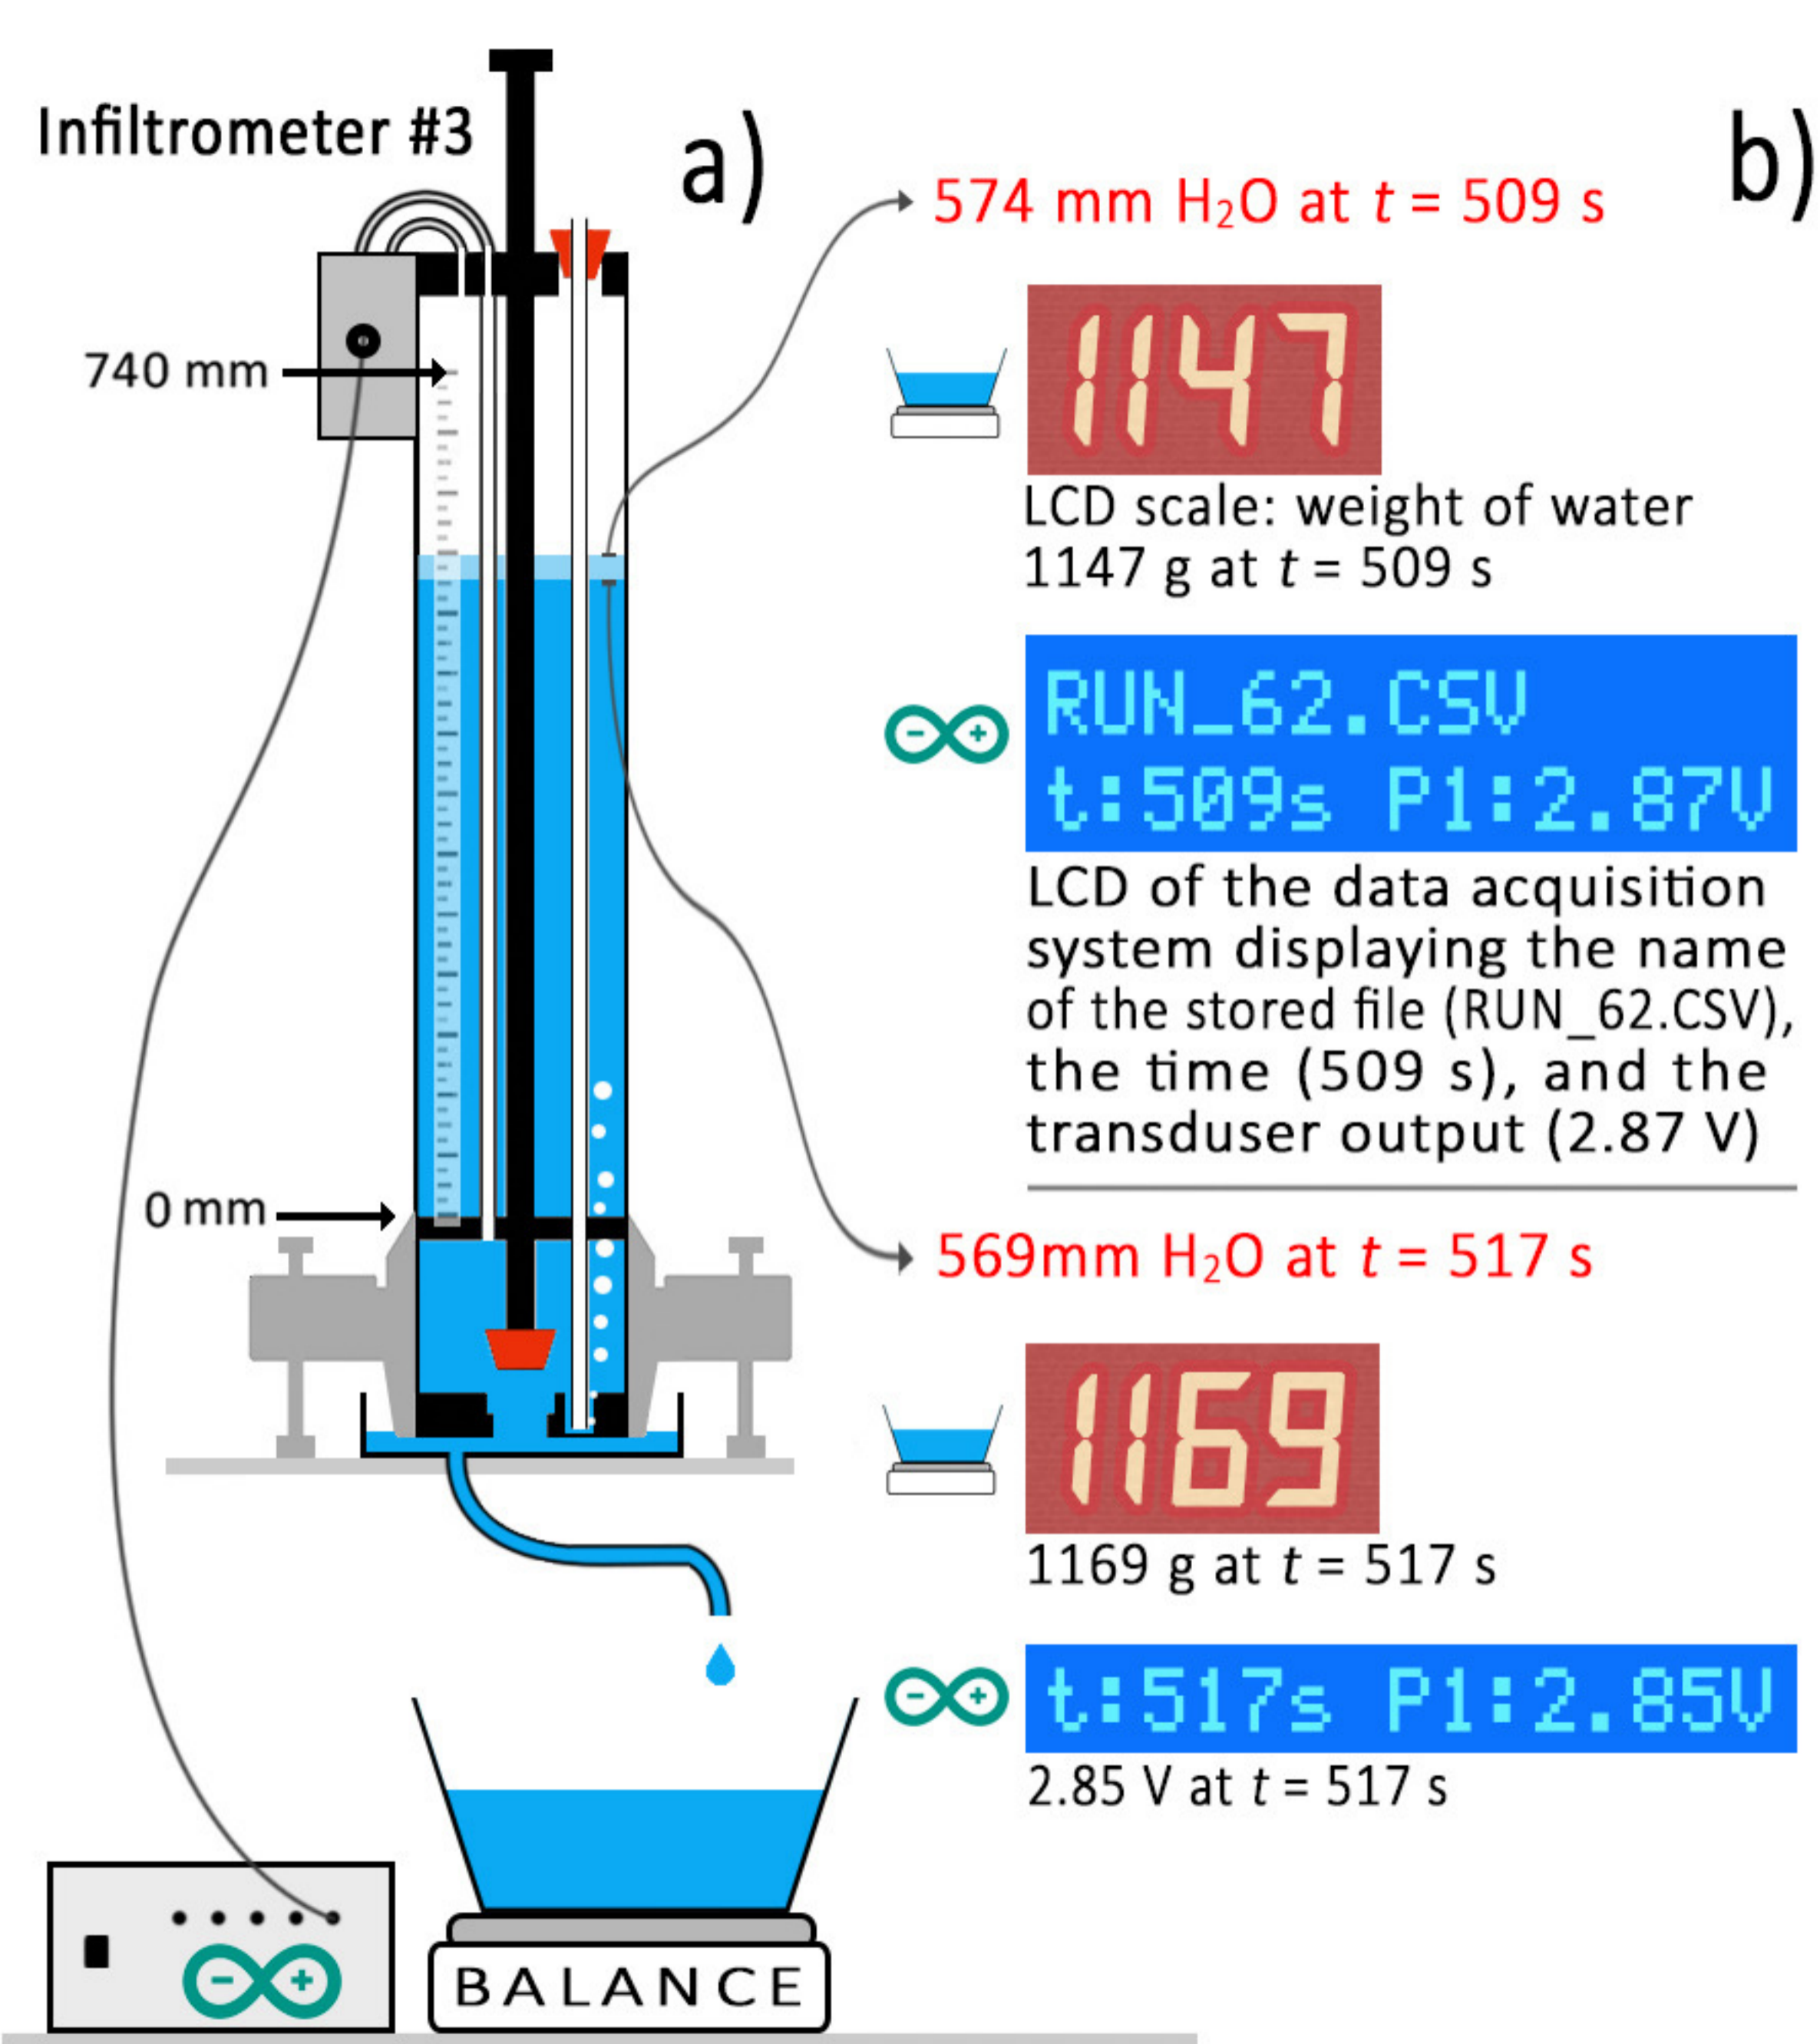 Infiltrometer #3
a)
740 mm
0 mm
BALANCE
b)
574 mm H₂O at t = 509 s
1147
LCD scale: weight of water
1147 g at t = 509 s
RUN_62.CSV
t:509s P1:2.87V
LCD of the data acquisition
system displaying the name
of the stored file (RUN_62.CSV),
the time (509 s), and the
transduser output (2.87 V)
569mm H₂O at t = 517 s
1169
1169 g at t = 517 s
t:517s P1:2.85V
2.85 V at t = 517 s